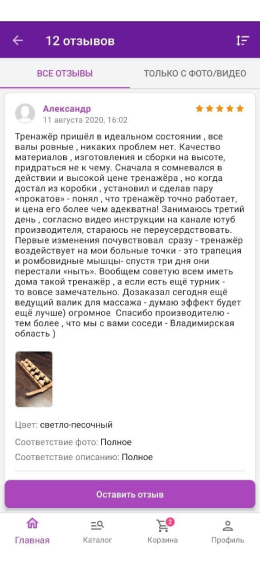 12 отзывов
ВСЕ ОТЗЫВЫ
ТОЛЬКО С ФОТО/ВИДЕО
Александр
11 августа 2020, 16:02
Тренажёр пришёл в идеальном состоянии , все
валы ровные , никаких проблем нет. Качество
материалов , изготовления и сборки на высоте,
придраться не к чему. Сначала я сомневался в
действии и высокой цене тренажёра , но когда
достал из коробки , установил и сделав пару
«прокатов» - понял , что тренажёр точно работает,
и цена его более чем адекватна! Занимаюсь третий
день , согласно видео инструкции на канале ютуб
производителя, стараюсь не переусердствовать.
Первые изменения почувствовал сразу - тренажёр
воздействует на мои больные точки - это трапеция
и ромбовидные мышцы- спустя три дня они
перестали «ныть». Вообщем советую всем иметь
дома такой тренажёр , а если есть ещё турник -
то вовсе замечательно. Дозаказал сегодня ещё
ведущий валик для массажа - думаю эффект будет
ещё лучше) огромное Спасибо производителю -
тем более , что мы с вами соседи - Владимирская
область )
Цвет: светло-песочный
Соответствие фото: Полное
Соответствие описанию: Полное
Оставить отзыв
2
Главная
Каталог
Корзина
Профиль